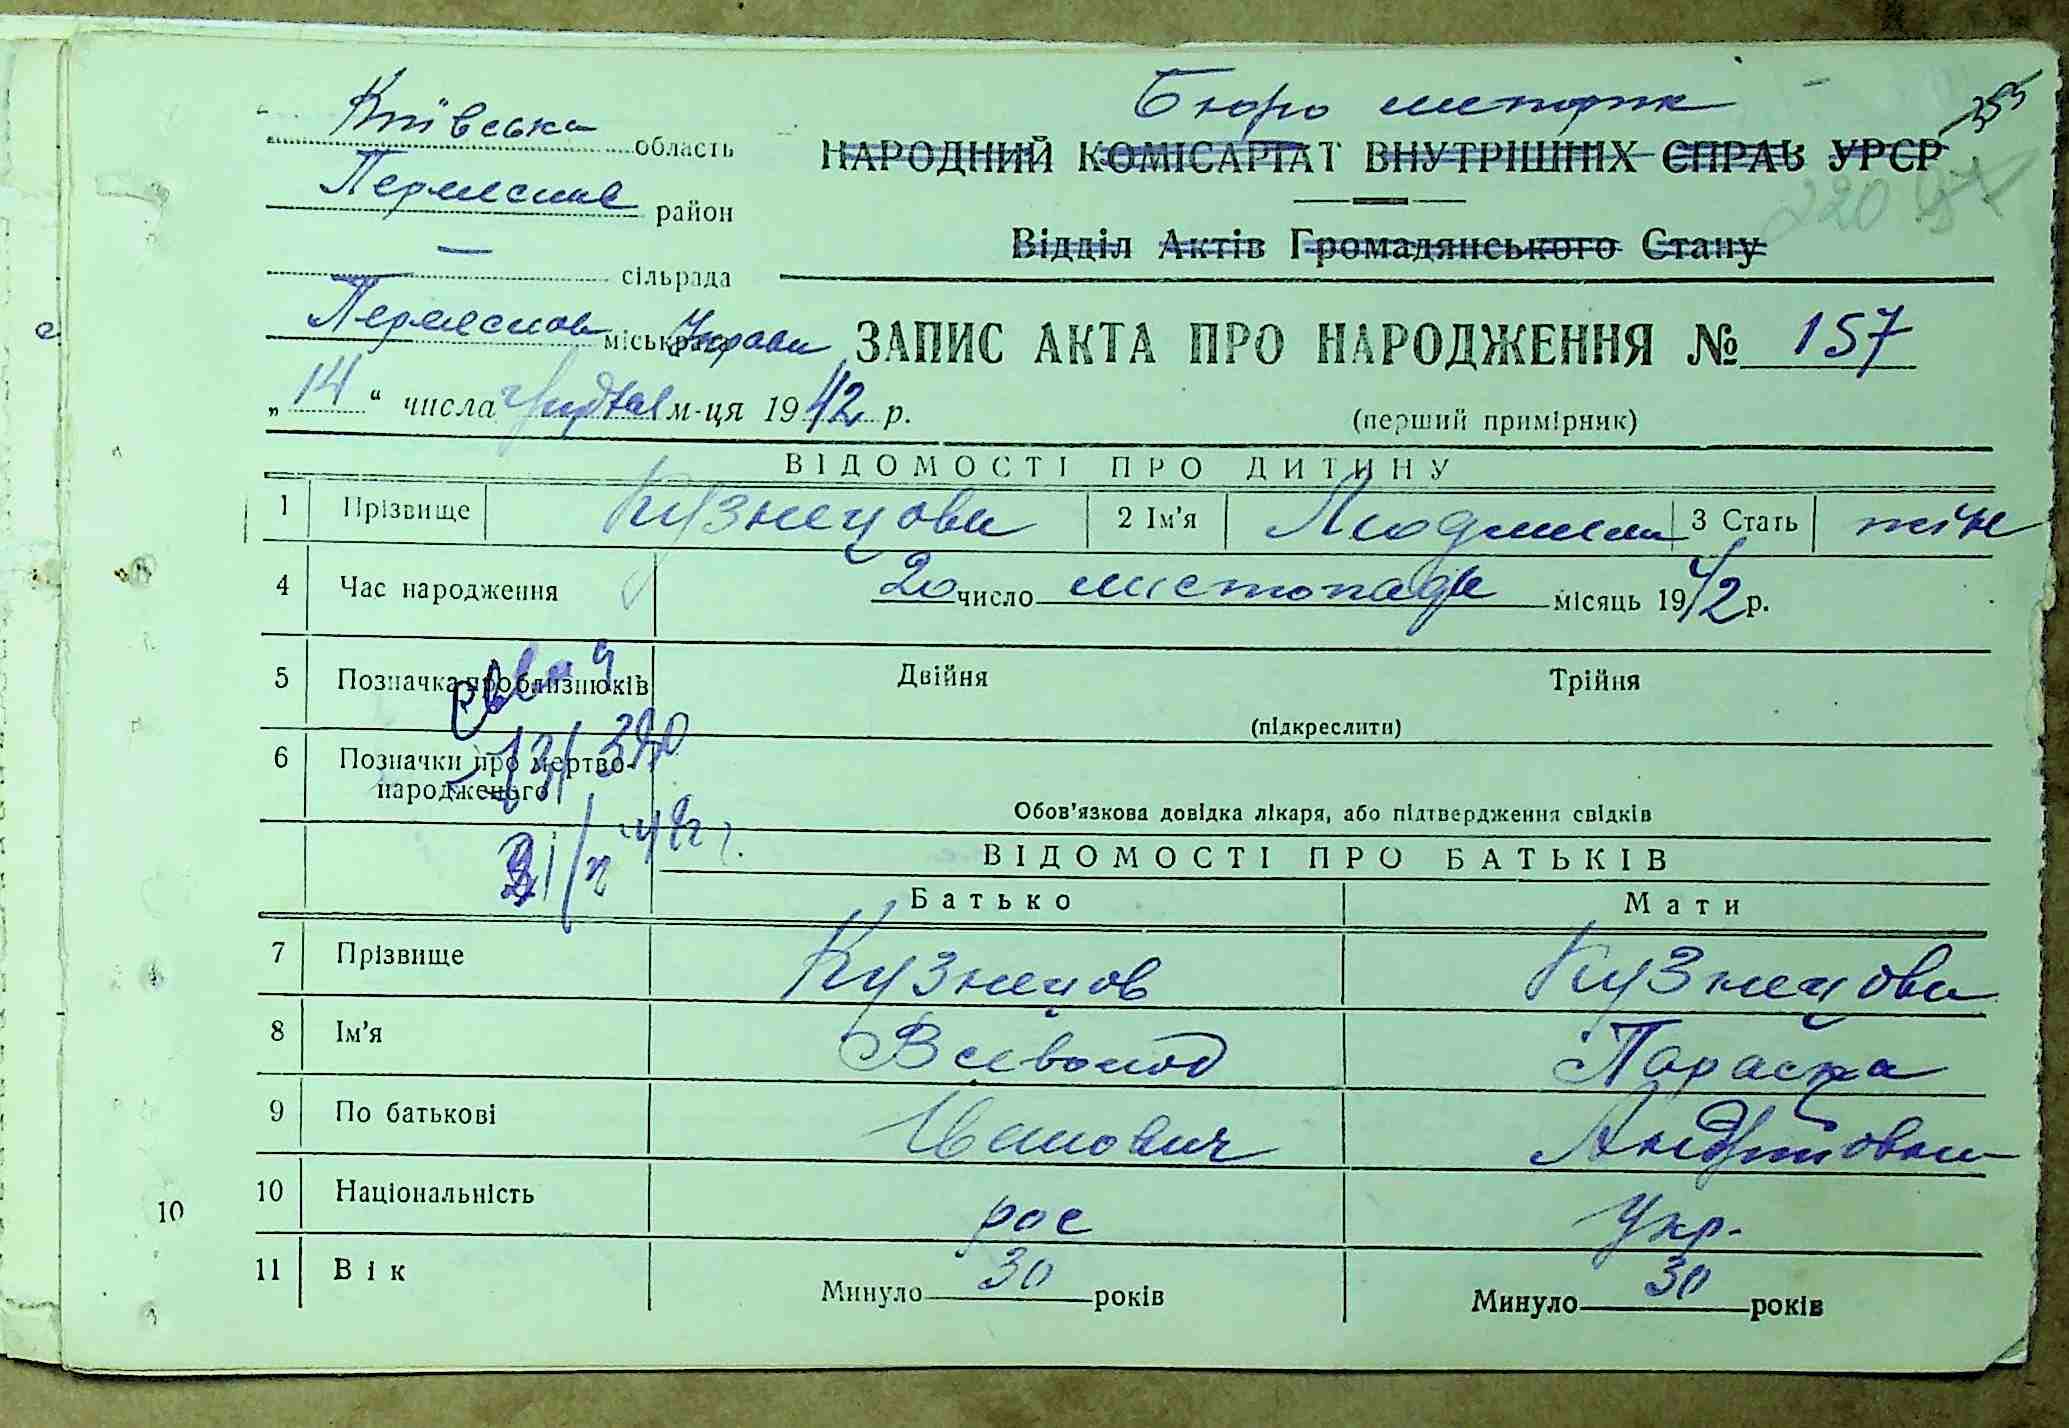 Київська область
Бюро метрик
НАРОДНИЙ КОМІСАРІАТ ВНУТРІШНІХ СПРАВ УРСР
Переяслав район
Відділ Актів Громадянського Стану
— сільрада
Переяслов міськрада Управи
ЗАПИС АКТА ПРО НАРОДЖЕННЯ № 157
„14“ числа грудня м-ця 1942 р.
(перший примірник)
ВІДОМОСТІ ПРО ДИТИНУ
1 Прізвище Кузнецова 2 Ім'я Людмила 3 Стать жін
4 Час народження 20 число листопада місяць 1942 р.
5 Позначка про близнюків Двійня Трійня
(підкреслити)
6 Позначки про мертвонародженого
Обов'язкова довідка лікаря, або підтвердження свідків
ВІДОМОСТІ ПРО БАТЬКІВ
Батько Мати
7 Прізвище Кузнецов Кузнецова
8 Ім'я Всеволод Параска
9 По батькові Иванович Андріївна
10 Національність рос Укр.
11 Вік Минуло 30 років Минуло 30 років
10